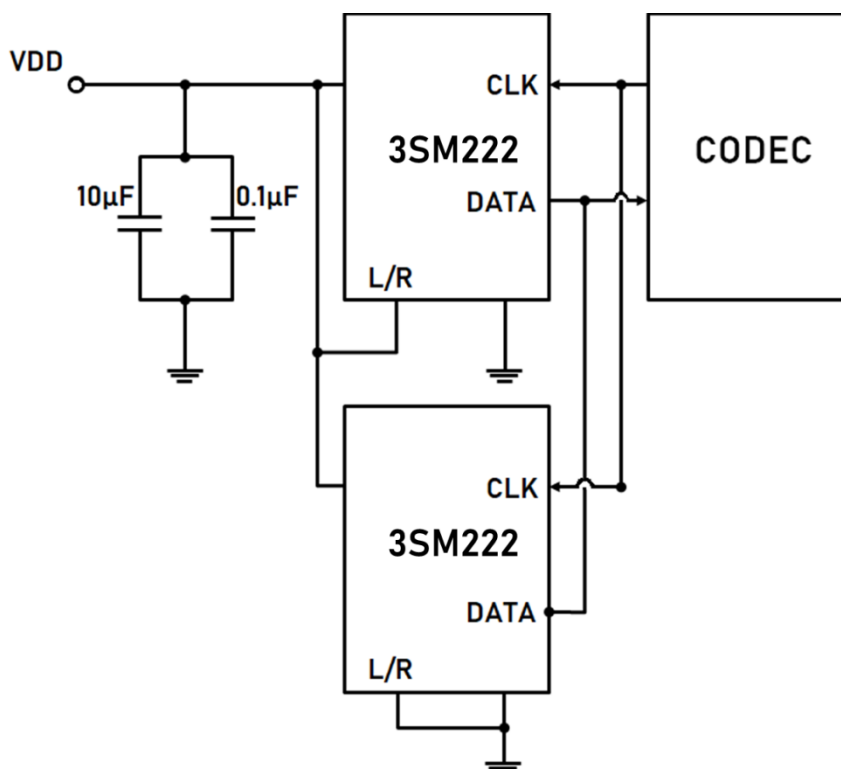 VDD
10µF
0.1µF
CLK
3SM222
DATA
L/R
CODEC
CLK
3SM222
DATA
L/R